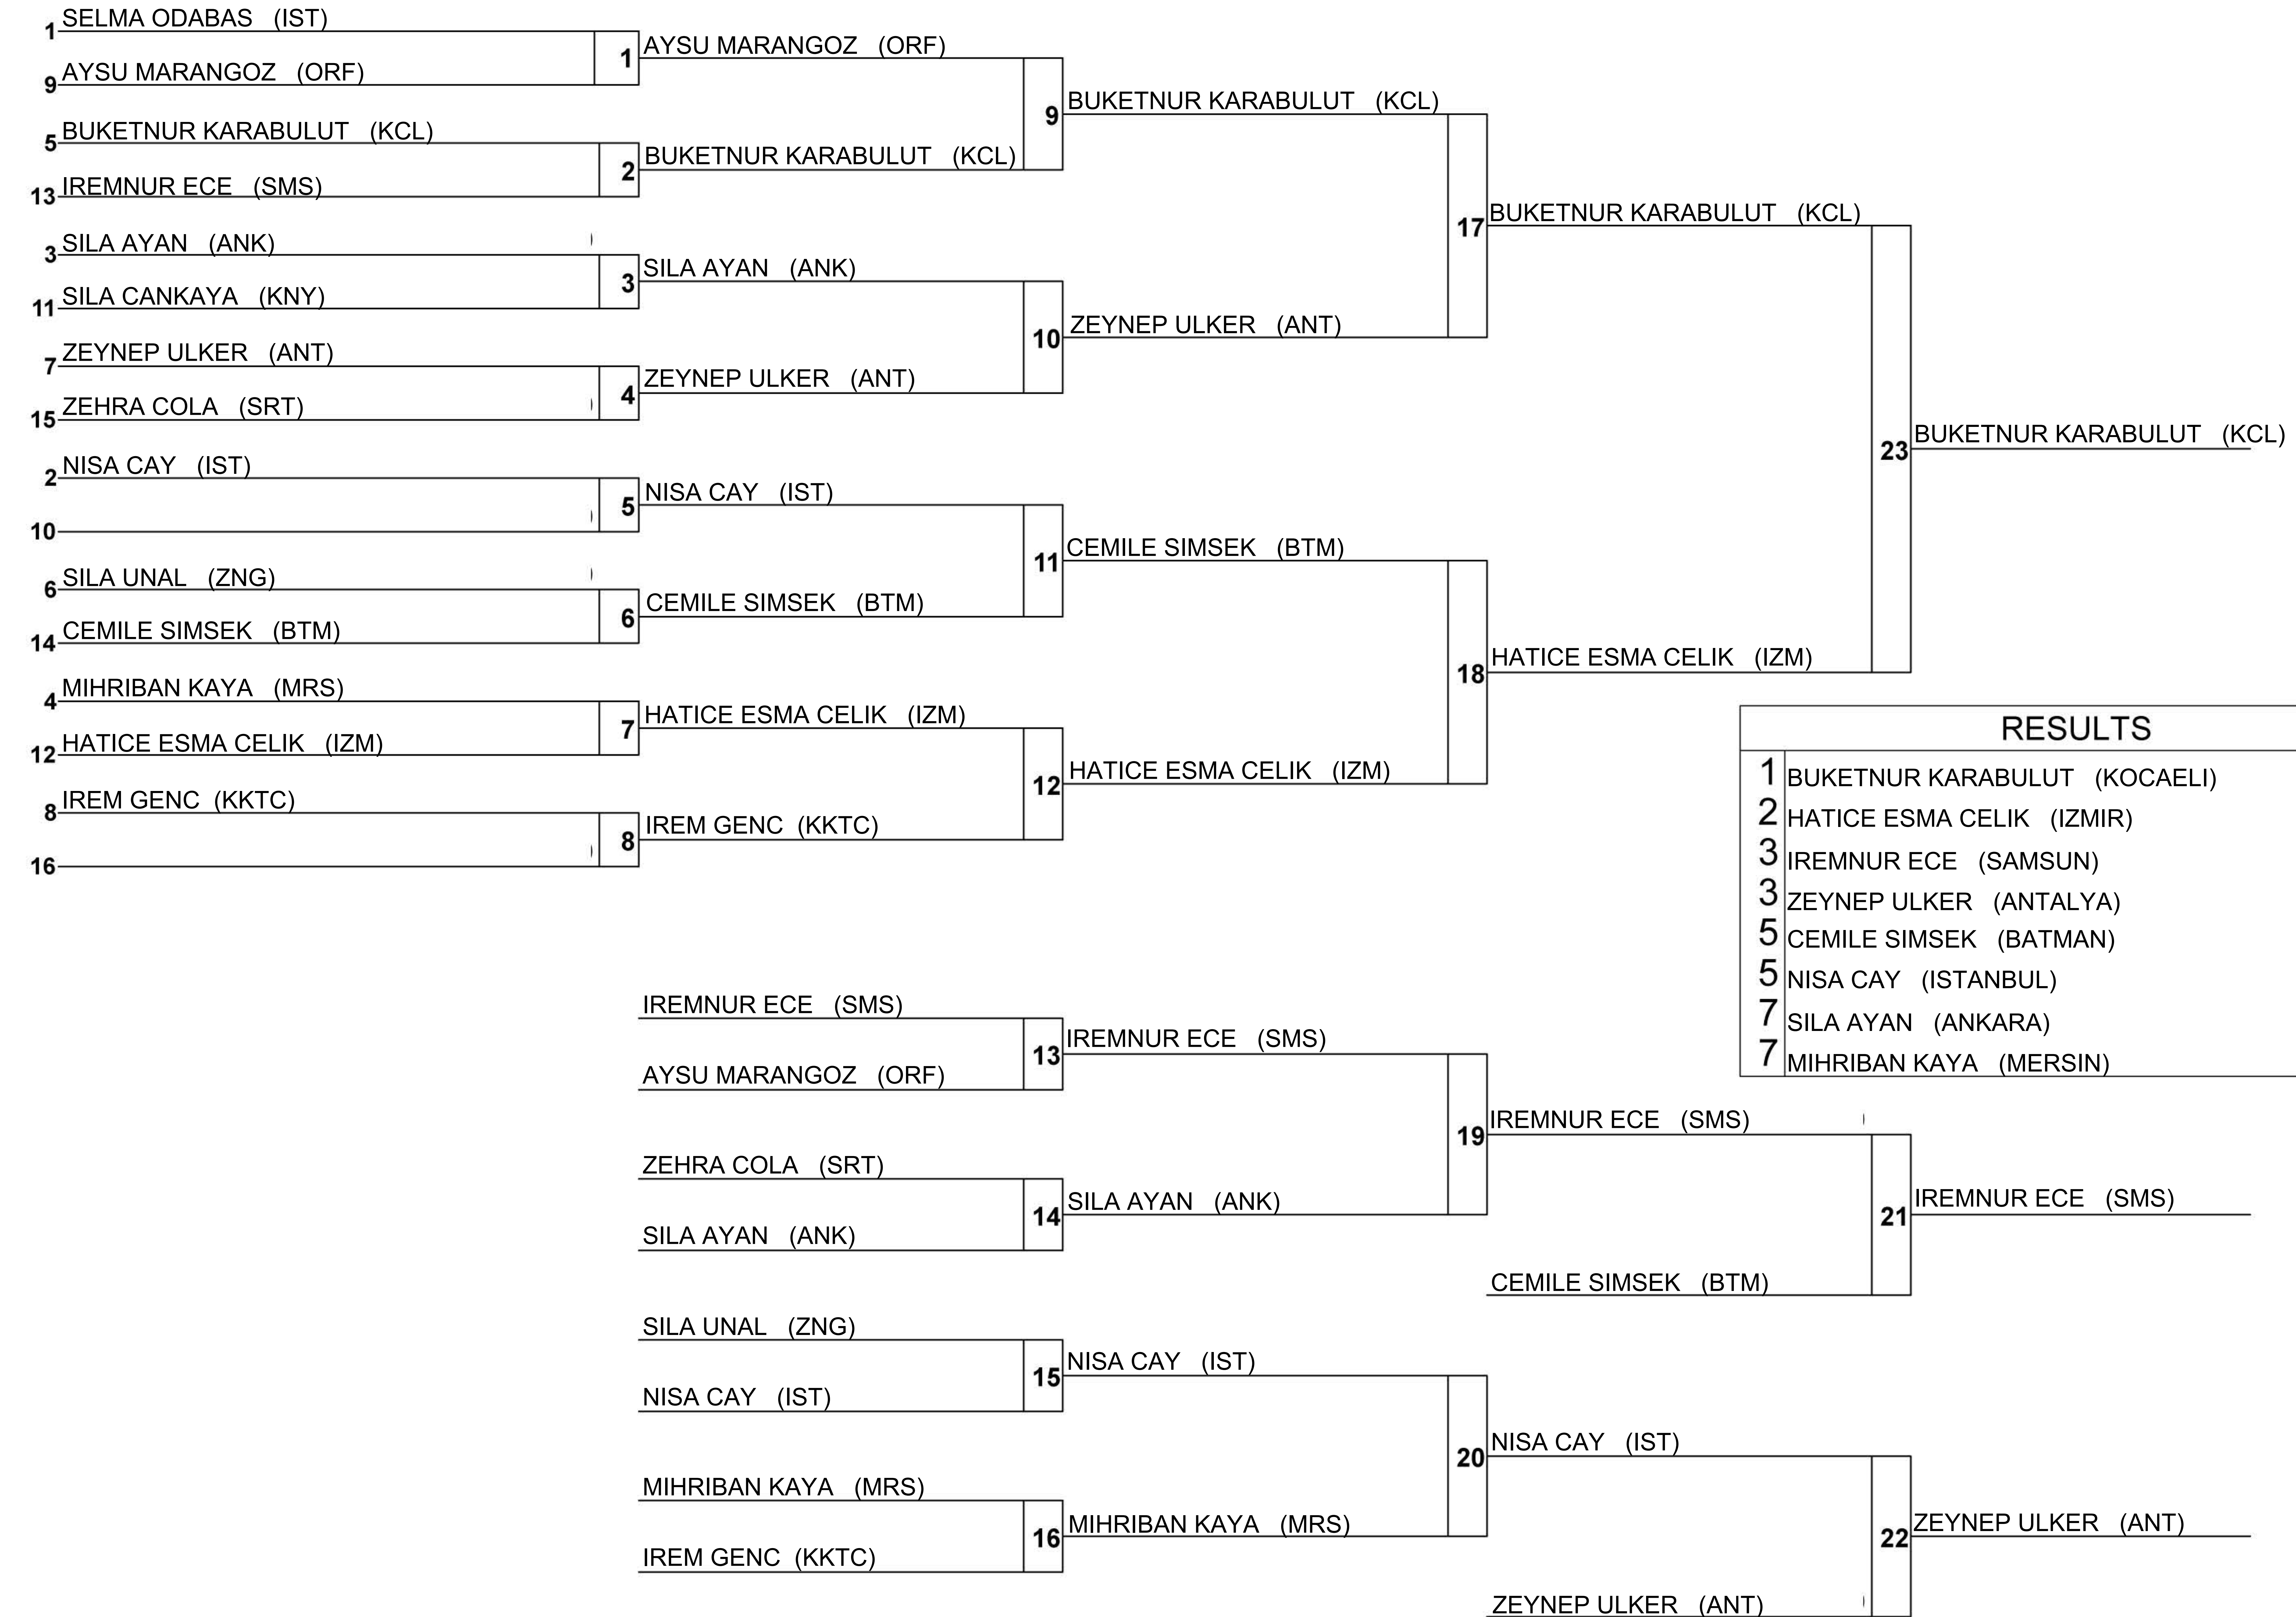 1 SELMA ODABAS (IST)
9 AYSU MARANGOZ (ORF)
1 AYSU MARANGOZ (ORF)
5 BUKETNUR KARABULUT (KCL)
13 IREMNUR ECE (SMS)
2 BUKETNUR KARABULUT (KCL)
9 BUKETNUR KARABULUT (KCL)
3 SILA AYAN (ANK)
11 SILA CANKAYA (KNY)
3 SILA AYAN (ANK)
7 ZEYNEP ULKER (ANT)
15 ZEHRA COLA (SRT)
4 ZEYNEP ULKER (ANT)
10 ZEYNEP ULKER (ANT)
17 BUKETNUR KARABULUT (KCL)
2 NISA CAY (IST)
10
5 NISA CAY (IST)
6 SILA UNAL (ZNG)
14 CEMILE SIMSEK (BTM)
6 CEMILE SIMSEK (BTM)
11 CEMILE SIMSEK (BTM)
4 MIHRIBAN KAYA (MRS)
12 HATICE ESMA CELIK (IZM)
7 HATICE ESMA CELIK (IZM)
8 IREM GENC (KKTC)
16
8 IREM GENC (KKTC)
12 HATICE ESMA CELIK (IZM)
18 HATICE ESMA CELIK (IZM)
23 BUKETNUR KARABULUT (KCL)
RESULTS
1 BUKETNUR KARABULUT (KOCAELI)
2 HATICE ESMA CELIK (IZMIR)
3 IREMNUR ECE (SAMSUN)
3 ZEYNEP ULKER (ANTALYA)
5 CEMILE SIMSEK (BATMAN)
5 NISA CAY (ISTANBUL)
7 SILA AYAN (ANKARA)
7 MIHRIBAN KAYA (MERSIN)
IREMNUR ECE (SMS)
AYSU MARANGOZ (ORF)
13 IREMNUR ECE (SMS)
ZEHRA COLA (SRT)
SILA AYAN (ANK)
14 SILA AYAN (ANK)
19 IREMNUR ECE (SMS)
CEMILE SIMSEK (BTM)
21 IREMNUR ECE (SMS)
SILA UNAL (ZNG)
NISA CAY (IST)
15 NISA CAY (IST)
MIHRIBAN KAYA (MRS)
IREM GENC (KKTC)
16 MIHRIBAN KAYA (MRS)
20 NISA CAY (IST)
ZEYNEP ULKER (ANT)
22 ZEYNEP ULKER (ANT)